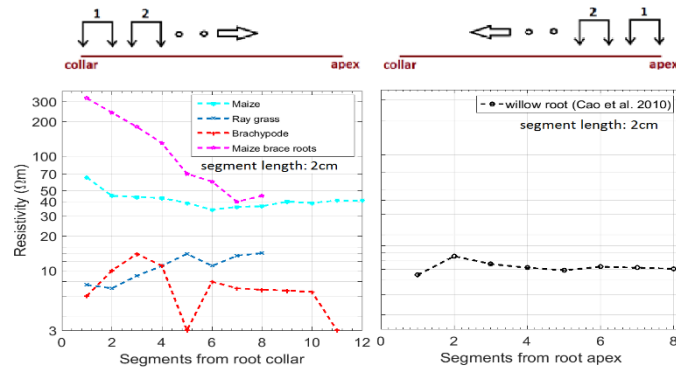 1 2
collar apex
300
200
100
70
50
40
30
20
10
3
Resistivity (Ωm)
Maize
Ray grass
Brachypode
Maize brace roots
segment length: 2cm
0 2 4 6 8 10 12
Segments from root collar
2 1
collar apex
willow root (Cao et al. 2010)
segment length: 2cm
0 2 4 6 8
Segments from root apex